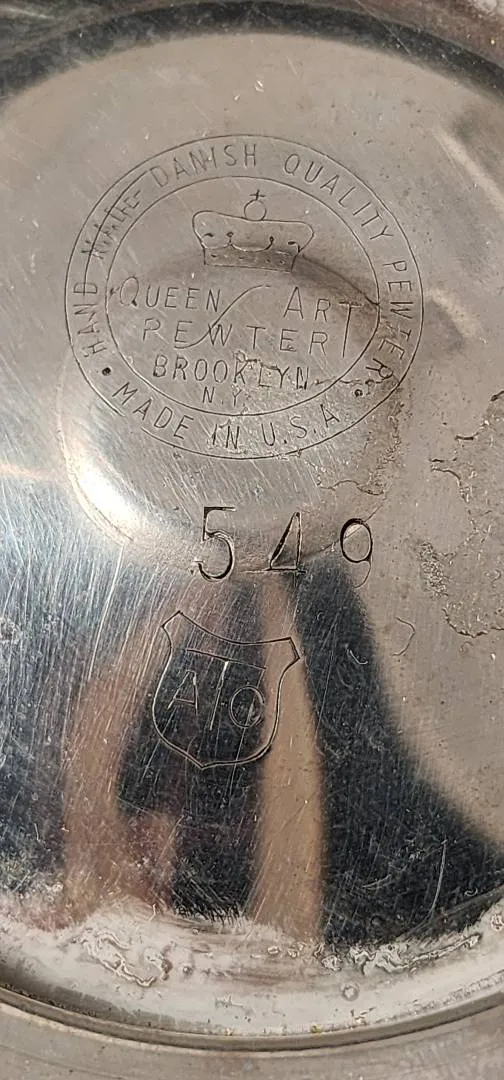 HAND MADE DANISH QUALITY PEWTER
QUEEN ART
PEWTER
BROOKLYN
N.Y.
• MADE IN U.S.A.
549
ATC